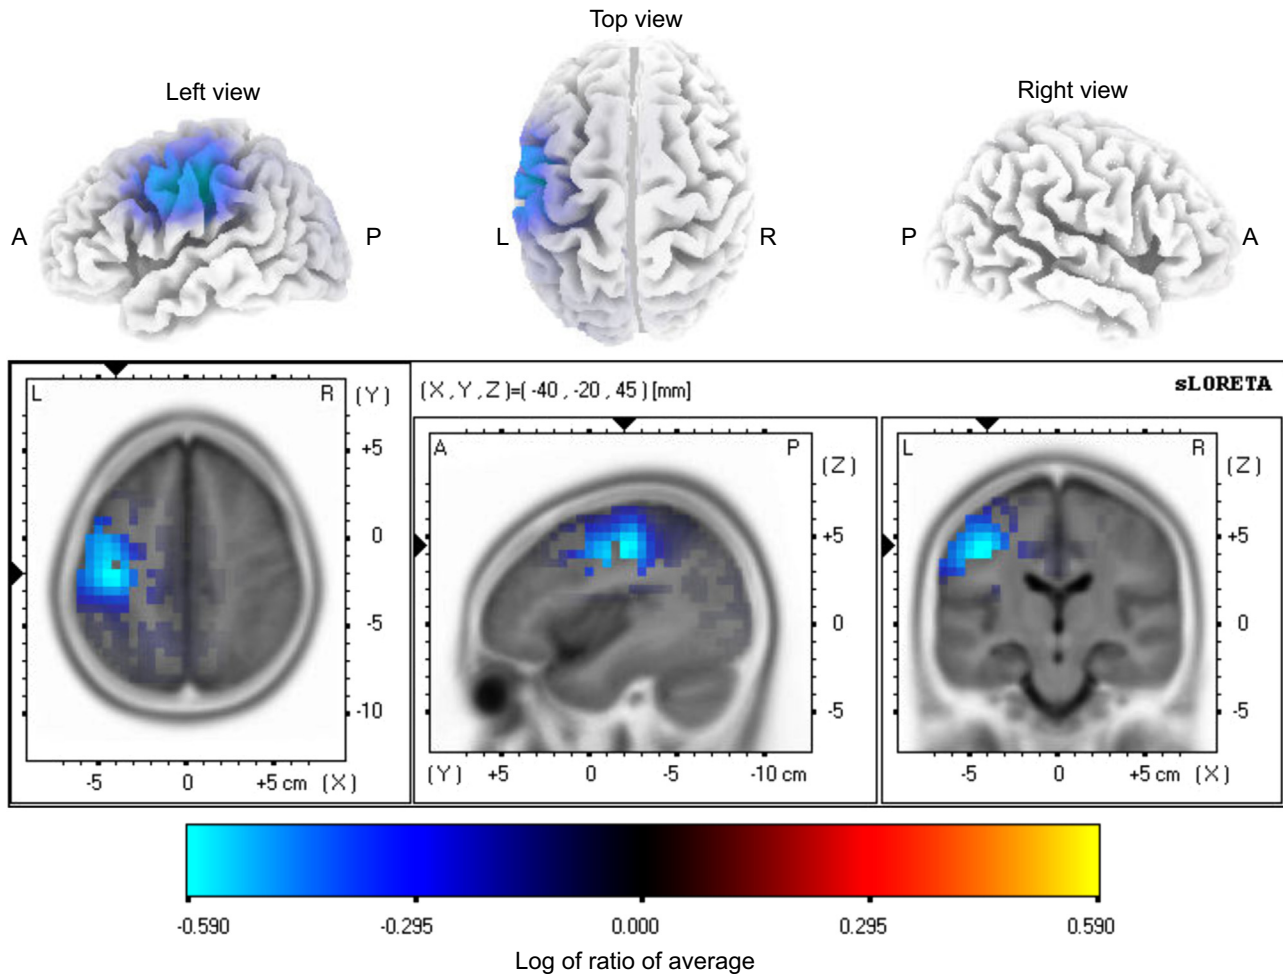 Top view
Left view
Right view
A
P
L
R
P
A
L
R
(Y)
+5
0
-5
-10
-5
0
+5 cm
(X)
(X,Y,Z)=(-40,-20,45)[mm]
sLORETA
A
P
(Z)
+5
0
-5
(Y)
+5
0
-5
-10 cm
L
R
(Z)
+5
0
-5
-5
0
+5 cm
(X)
-0.590
-0.295
0.000
0.295
0.590
Log of ratio of average